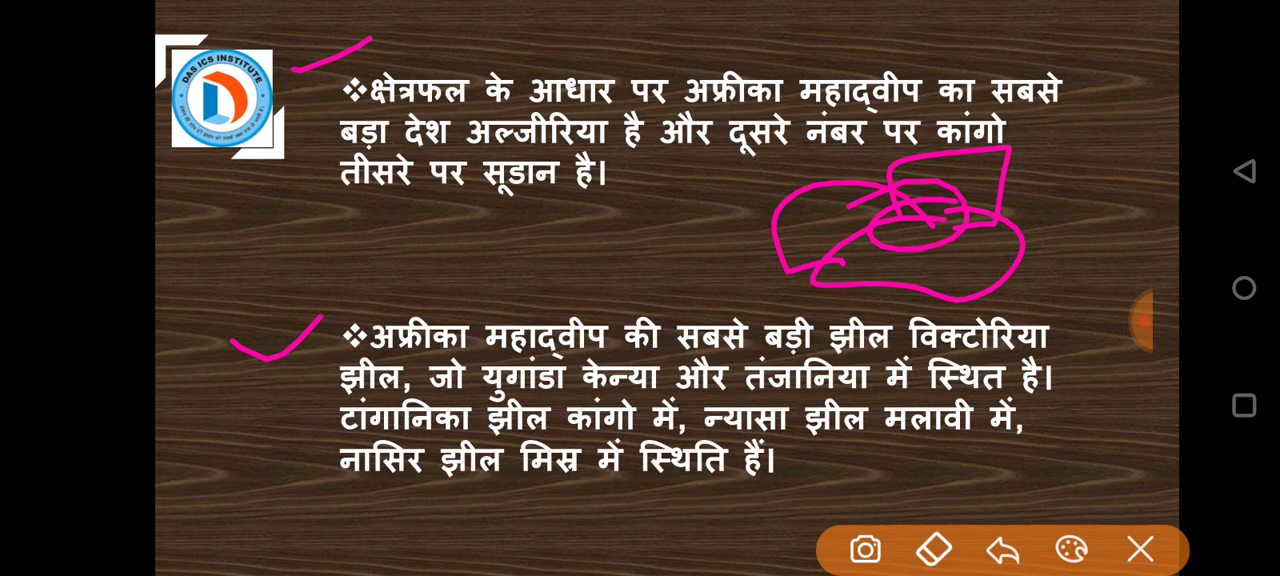 DAS ICS INSTITUTE
❖क्षेत्रफल के आधार पर अफ्रीका महाद्वीप का सबसे
बड़ा देश अल्जीरिया है और दूसरे नंबर पर कांगो
तीसरे पर सूडान है।
❖अफ्रीका महाद्वीप की सबसे बड़ी झील विक्टोरिया
झील, जो युगांडा केन्या और तंजानिया में स्थित है।
टांगानिका झील कांगो में, न्यासा झील मलावी में,
नासिर झील मिस्र में स्थिति हैं।